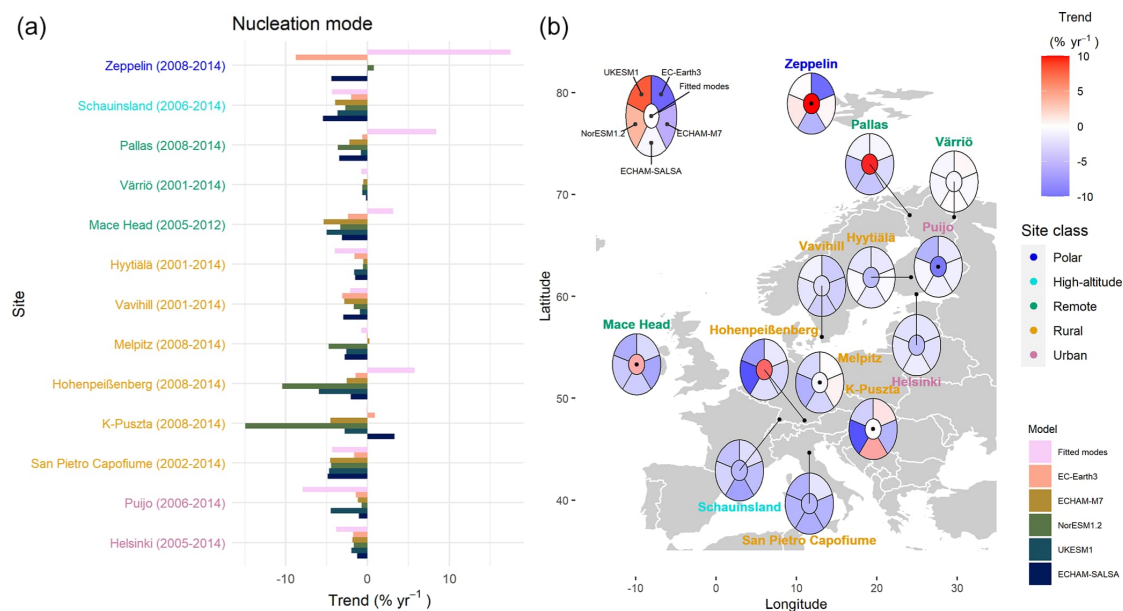 (a)
Nucleation mode
Site
Zeppelin (2008-2014)
Schauinsland (2006-2014)
Pallas (2008-2014)
Värriö (2001-2014)
Mace Head (2005-2012)
Hyytiälä (2001-2014)
Vavihill (2001-2014)
Melpitz (2008-2014)
Hohenpeißenberg (2008-2014)
K-Puszta (2008-2014)
San Pietro Capofiume (2002-2014)
Puijo (2006-2014)
Helsinki (2005-2014)
-10
0
10
Trend (% yr⁻¹)
(b)
Latitude
80
70
60
50
40
-10
0
10
20
30
Longitude
UKESM1
EC-Earth3
Fitted modes
NorESM1.2
ECHAM-M7
ECHAM-SALSA
Zeppelin
Pallas
Värriö
Puijo
Vavihill
Hyytiälä
Mace Head
Hohenpeißenberg
Melpitz
Helsinki
K-Puszta
Schauinsland
San Pietro Capofiume
Trend
(% yr⁻¹)
10
5
0
-5
-10
Site class
Polar
High-altitude
Remote
Rural
Urban
Model
Fitted modes
EC-Earth3
ECHAM-M7
NorESM1.2
UKESM1
ECHAM-SALSA